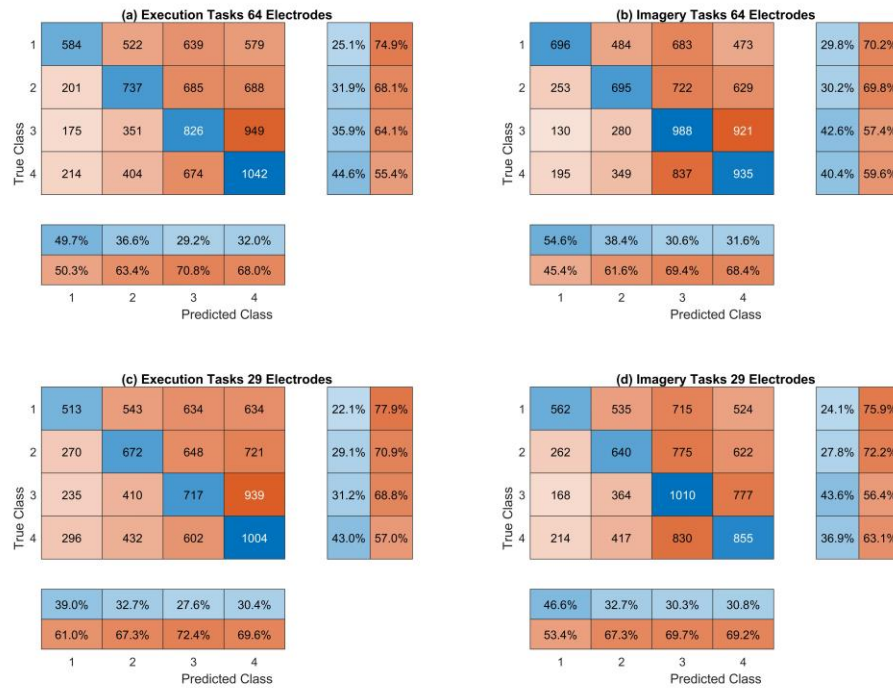 (a) Execution Tasks 64 Electrodes
1 584 522 639 579 25.1% 74.9%
2 201 737 685 688 31.9% 68.1%
3 175 351 826 949 35.9% 64.1%
4 214 404 674 1042 44.6% 55.4%
True Class
49.7% 36.6% 29.2% 32.0%
50.3% 63.4% 70.8% 68.0%
1 2 3 4
Predicted Class
(b) Imagery Tasks 64 Electrodes
1 696 484 683 473 29.8% 70.2%
2 253 695 722 629 30.2% 69.8%
3 130 280 988 921 42.6% 57.4%
4 195 349 837 935 40.4% 59.6%
True Class
54.6% 38.4% 30.6% 31.6%
45.4% 61.6% 69.4% 68.4%
1 2 3 4
Predicted Class
(c) Execution Tasks 29 Electrodes
1 513 543 634 634 22.1% 77.9%
2 270 672 648 721 29.1% 70.9%
3 235 410 717 939 31.2% 68.8%
4 296 432 602 1004 43.0% 57.0%
True Class
39.0% 32.7% 27.6% 30.4%
61.0% 67.3% 72.4% 69.6%
1 2 3 4
Predicted Class
(d) Imagery Tasks 29 Electrodes
1 562 535 715 524 24.1% 75.9%
2 262 640 775 622 27.8% 72.2%
3 168 364 1010 777 43.6% 56.4%
4 214 417 830 855 36.9% 63.1%
True Class
46.6% 32.7% 30.3% 30.8%
53.4% 67.3% 69.7% 69.2%
1 2 3 4
Predicted Class